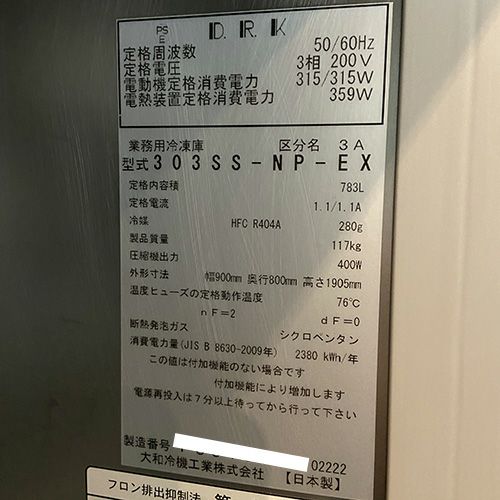 PS
E
D.R.K
定格周波数 50/60Hz
定格電圧 3相 200V
電動機定格消費電力 315/315W
電熱装置定格消費電力 359W
業務用冷凍庫 区分名 3A
型式 303SS-NP-EX
定格内容積 783L
定格電流 1.1/1.1A
冷媒 HFC R404A 280g
製品質量 117kg
圧縮機出力 400W
外形寸法 幅900mm 奥行800mm 高さ1905mm
温度ヒューズの定格動作温度 76℃
nF=2 dF=0
断熱発泡ガス シクロペンタン
消費電力量(JIS B 8630-2009年) 2380 kWh/年
この値は付加機能のない場合です
付加機能により増加します
電源再投入は7分以上待ってから行って下さい
製造番号 02222
大和冷機工業株式会社 【日本製】
フロン排出抑制法 第